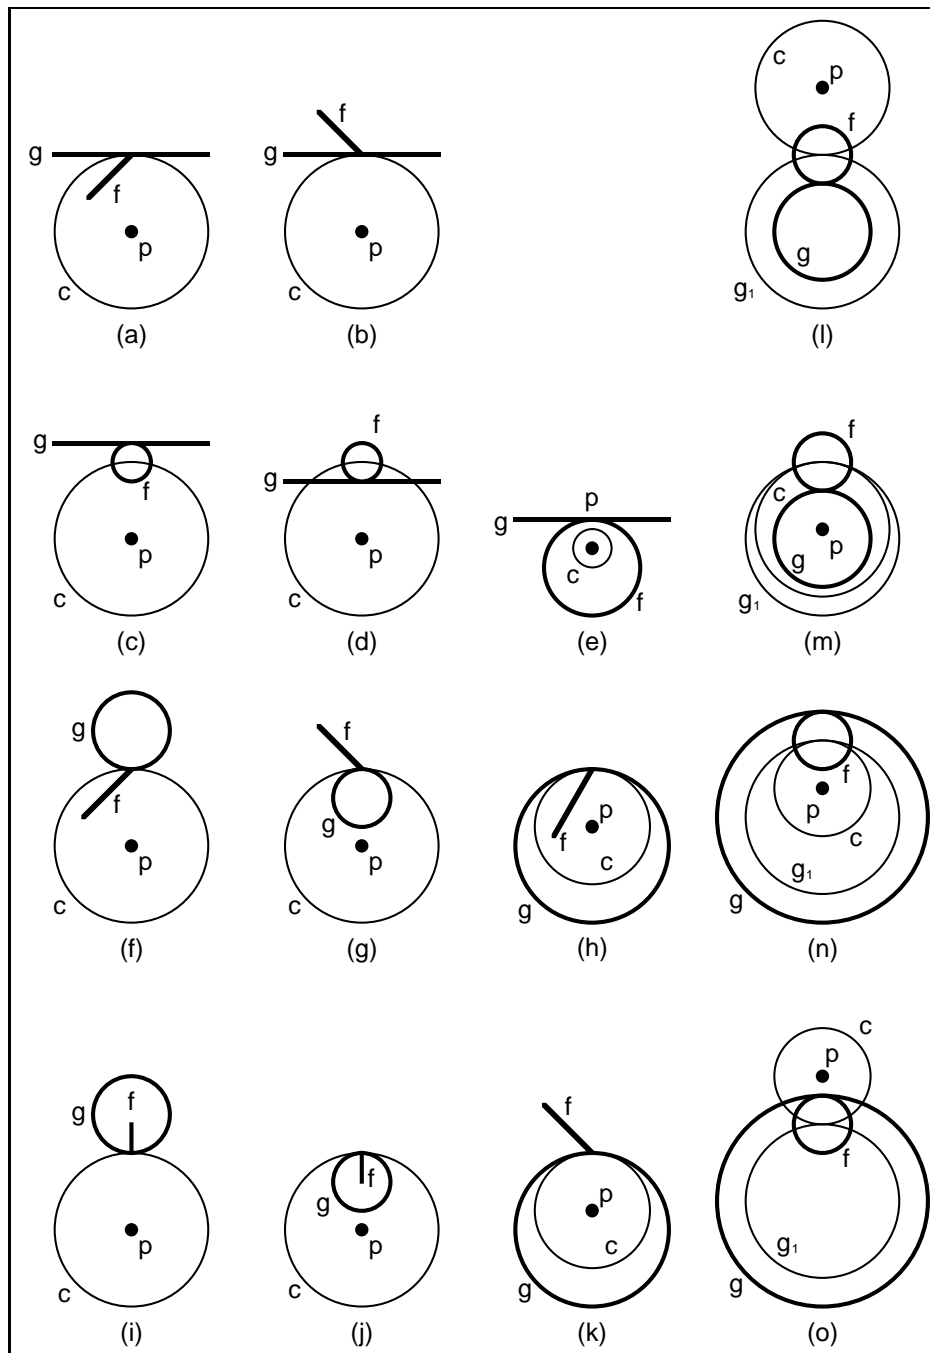 c p
f
g f p c (a)
f g p c (b)
g g₁ (l)
g f p c (c)
f g p c (d)
p g c f (e)
f c g p g₁ (m)
g f p c (f)
f g p c (g)
p f c g (h)
f p c g₁ g (n)
c p
f g p c (i)
f g p c (j)
f p c g (k)
f g₁ g (o)